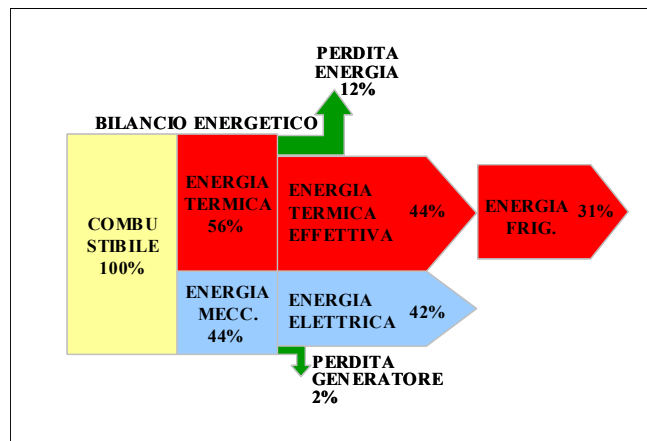 PERDITA
ENERGIA
12%
BILANCIO ENERGETICO
COMBU
STIBILE
100%
ENERGIA
TERMICA
56%
ENERGIA
TERMICA
EFFETTIVA
44%
ENERGIA
FRIG.
31%
ENERGIA
MECC.
44%
ENERGIA
ELETTRICA
42%
PERDITA
GENERATORE
2%